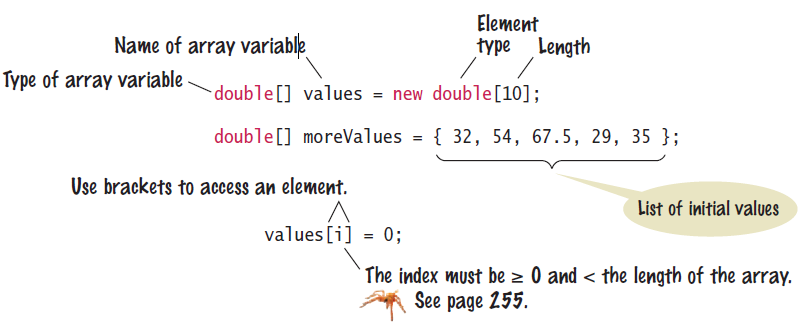 Element
type
Length
Name of array variable
Type of array variable
double[] values = new double[10];
double[] moreValues = { 32, 54, 67.5, 29, 35 };
Use brackets to access an element.
List of initial values
values[i] = 0;
The index must be ≥ 0 and < the length of the array.
See page 255.